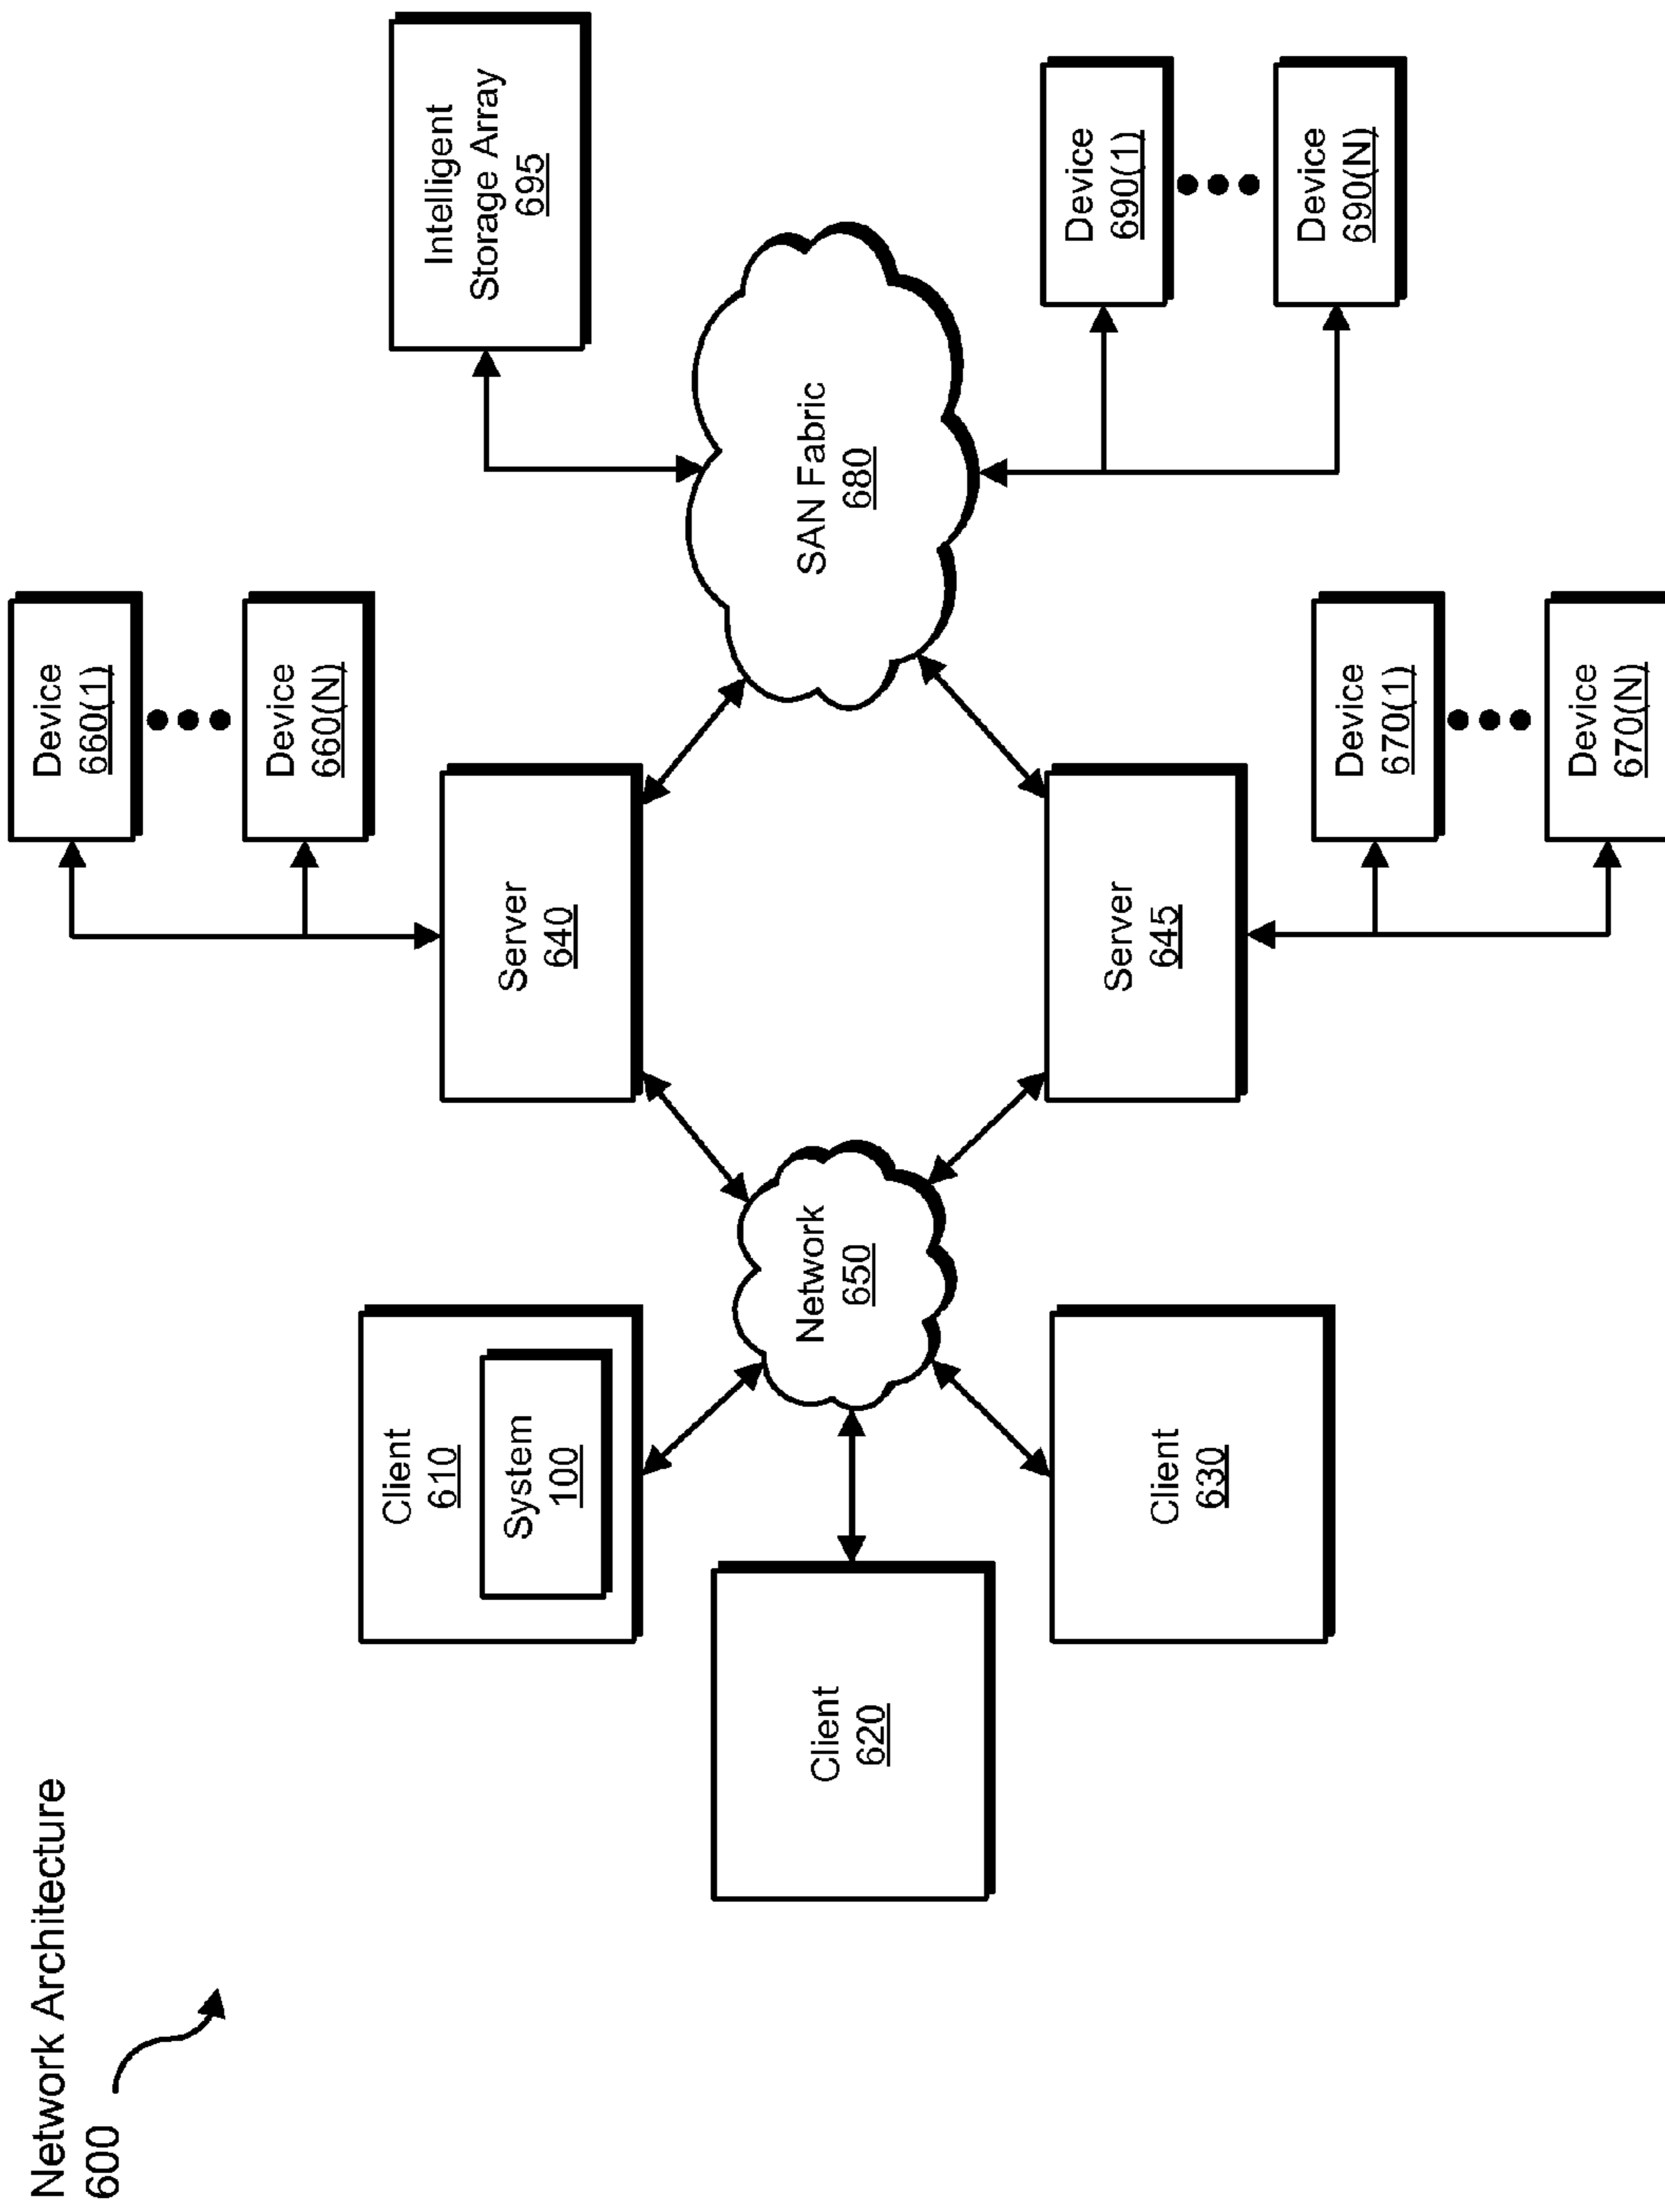 Network Architecture
600
Client
610
System
100
Client
620
Client
630
Network
650
Server
640
Server
645
Device
660(1)
Device
660(N)
Device
670(1)
Device
670(N)
SAN Fabric
680
Intelligent
Storage Array
695
Device
690(1)
Device
690(N)